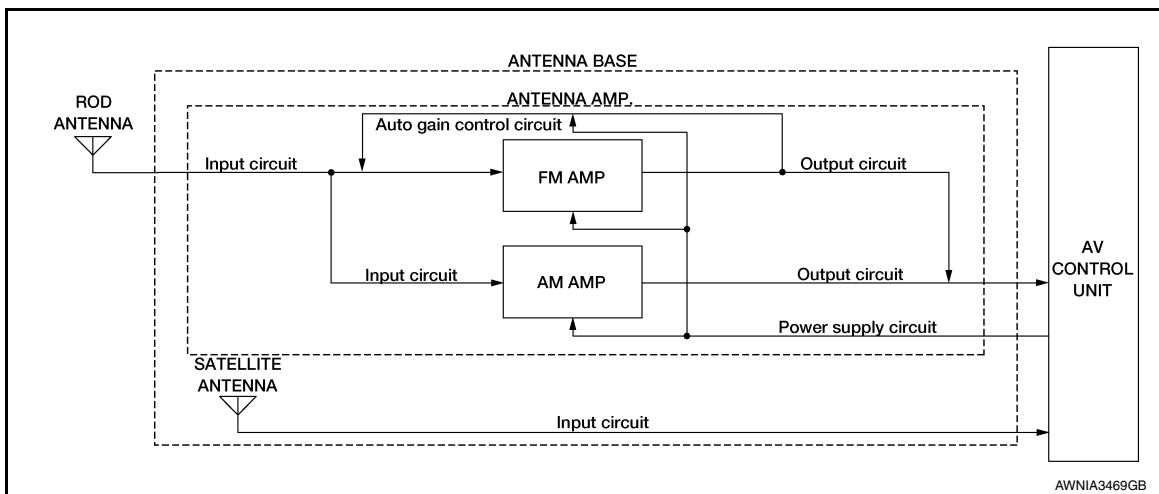 ANTENNA BASE
ROD
ANTENNA
ANTENNA AMP.
Auto gain control circuit
Input circuit
FM AMP
Output circuit
Input circuit
AM AMP
Output circuit
AV
CONTROL
UNIT
Power supply circuit
SATELLITE
ANTENNA
Input circuit
AWNIA3469GB